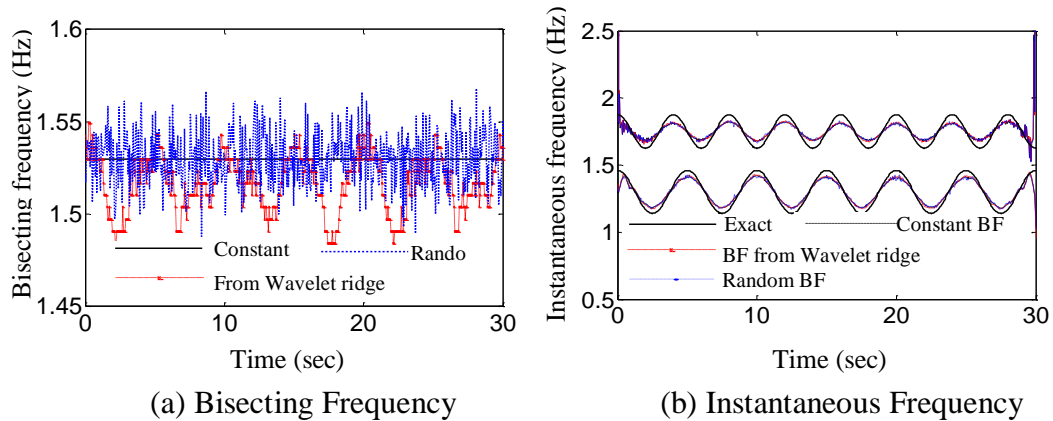 1.6
1.55
1.5
1.45
Bisecting frequency (Hz)
Constant
Rando
From Wavelet ridge
0 10 20 30
Time (sec)
(a) Bisecting Frequency
2.5
2
1.5
1
0.5
Instantaneous frequency (Hz)
Exact
Constant BF
BF from Wavelet ridge
Random BF
0 10 20 30
Time (sec)
(b) Instantaneous Frequency